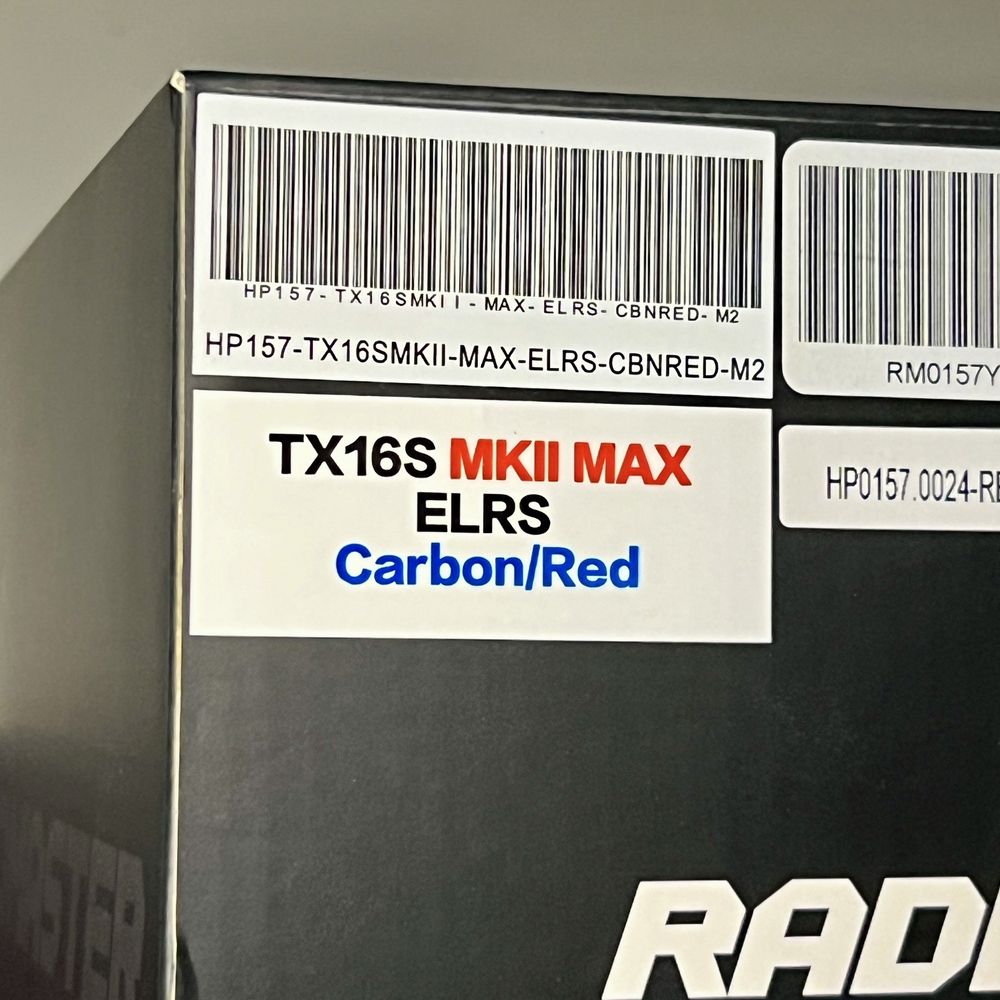 HP157-TX16SMKII-MAX-ELRS-CBNRED-M2
HP157-TX16SMKII-MAX-ELRS-CBNRED-M2
RM0157Y
TX16S MKII MAX
ELRS
Carbon/Red
HP0157.0024-RE
RAD
STER